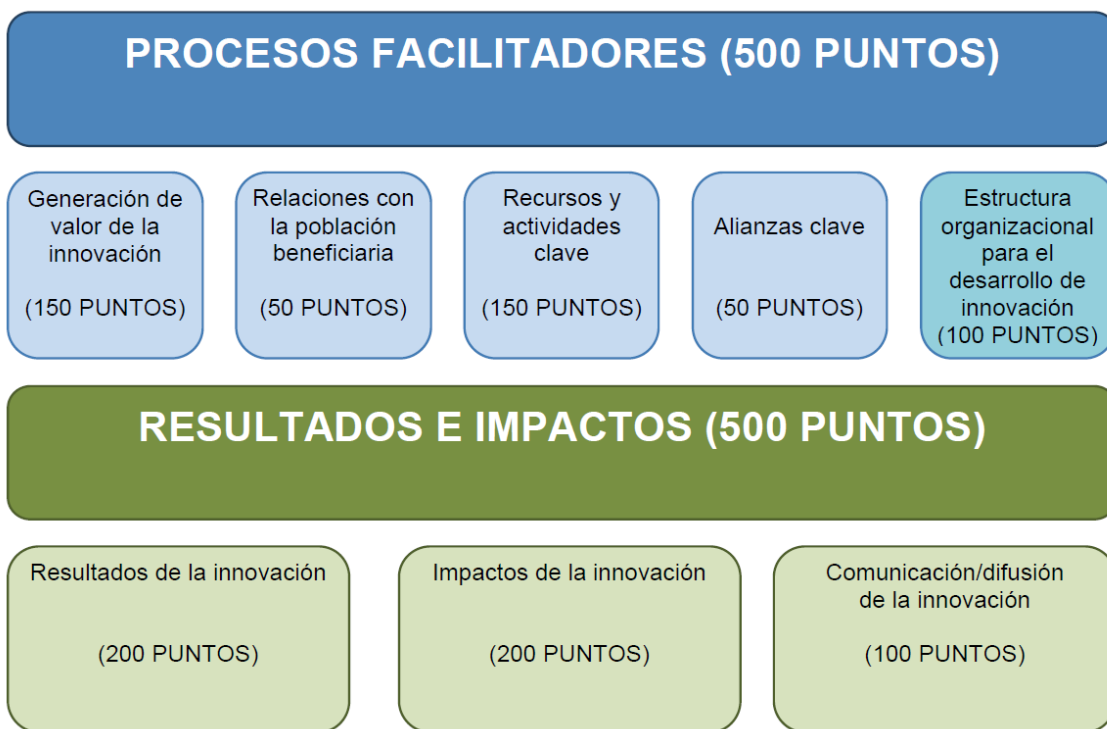 PROCESOS FACILITADORES (500 PUNTOS)
Generación de
valor de la
innovación
(150 PUNTOS)
Relaciones con
la población
beneficiaria
(50 PUNTOS)
Recursos y
actividades
clave
(150 PUNTOS)
Alianzas clave
(50 PUNTOS)
Estructura
organizacional
para el
desarrollo de
innovación
(100 PUNTOS)
RESULTADOS E IMPACTOS (500 PUNTOS)
Resultados de la innovación
(200 PUNTOS)
Impactos de la innovación
(200 PUNTOS)
Comunicación/difusión
de la innovación
(100 PUNTOS)